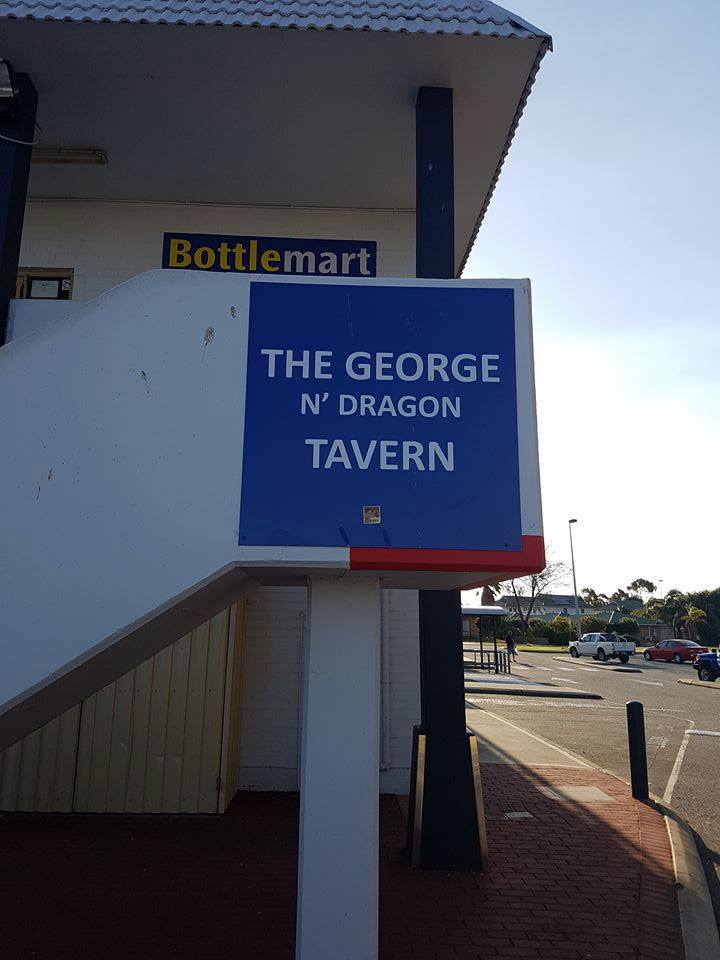 Bottlemart
THE GEORGE
N' DRAGON
TAVERN